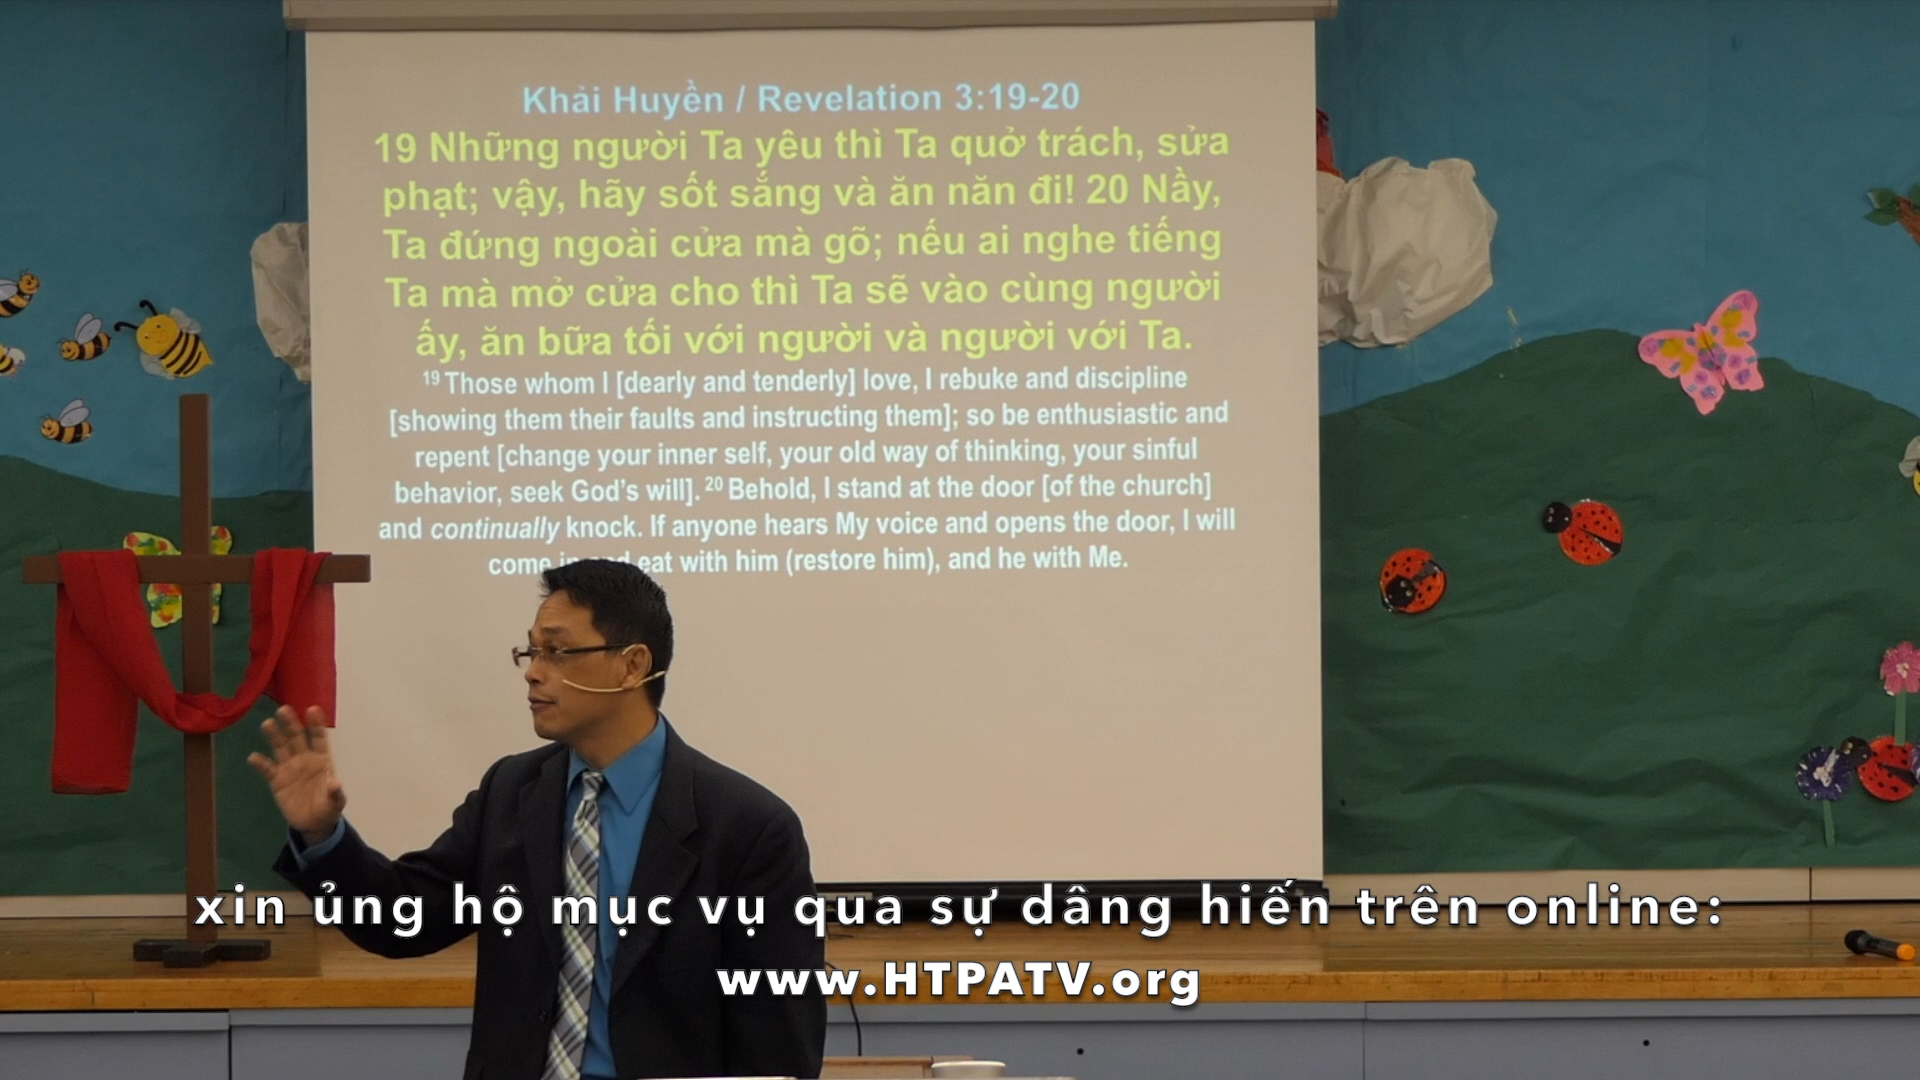 Khải Huyền / Revelation 3:19-20
19 Những người Ta yêu thì Ta quở trách, sửa
phạt; vậy, hãy sốt sắng và ăn năn đi! 20 Nầy,
Ta đứng ngoài cửa mà gõ; nếu ai nghe tiếng
Ta mà mở cửa cho thì Ta sẽ vào cùng người
ấy, ăn bữa tối với người và người với Ta.
19 Those whom I [dearly and tenderly] love, I rebuke and discipline
[showing them their faults and instructing them]; so be enthusiastic and
repent [change your inner self, your old way of thinking, your sinful
behavior, seek God's will]. 20 Behold, I stand at the door [of the church]
and continually knock. If anyone hears My voice and opens the door, I will
come in and eat with him (restore him), and he with Me.
xin ủng hộ mục vụ qua sự dâng hiến trên online:
www.HTPATV.org